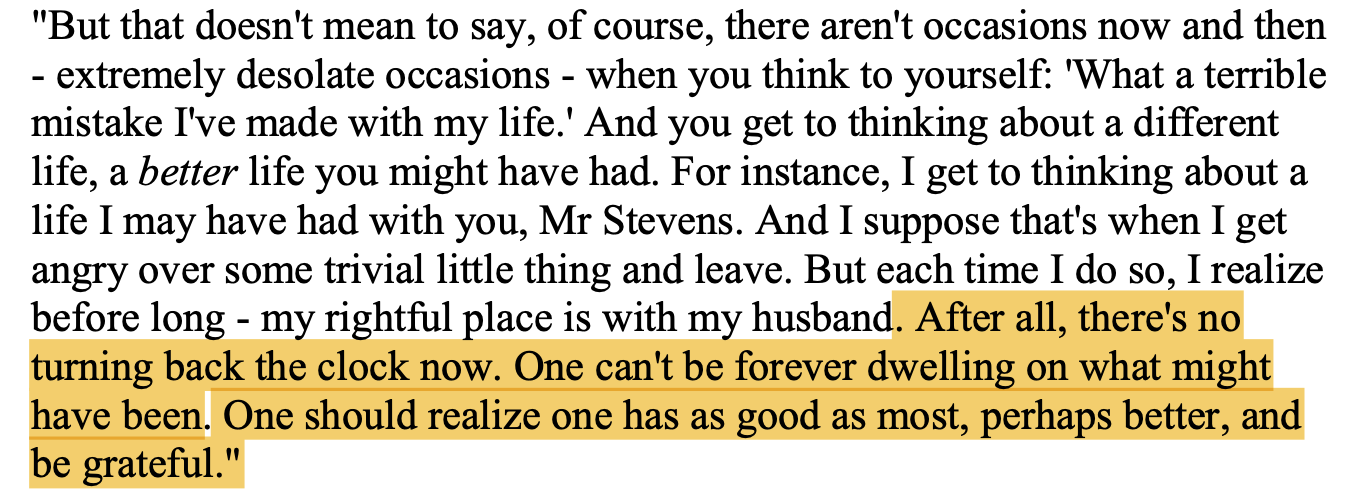 "But that doesn't mean to say, of course, there aren't occasions now and then
- extremely desolate occasions - when you think to yourself: 'What a terrible
mistake I've made with my life.' And you get to thinking about a different
life, a better life you might have had. For instance, I get to thinking about a
life I may have had with you, Mr Stevens. And I suppose that's when I get
angry over some trivial little thing and leave. But each time I do so, I realize
before long - my rightful place is with my husband. After all, there's no
turning back the clock now. One can't be forever dwelling on what might
have been. One should realize one has as good as most, perhaps better, and
be grateful."